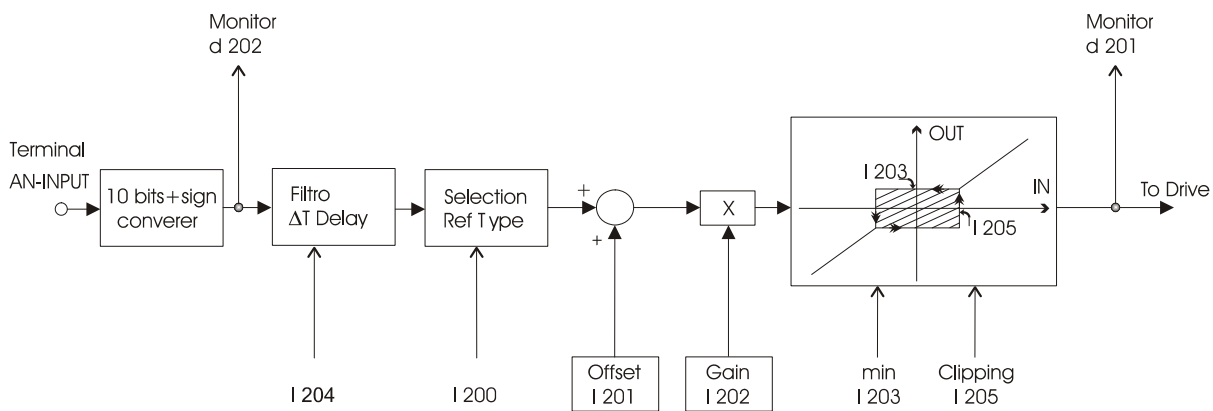 Monitor
d 202
Monitor
d 201
Terminal
AN-INPUT
10 bits+sign
converer
Filtro
ΔT Delay
Selection
Ref Type
+
+
X
OUT
I 203
IN
I 205
To Drive
I 204
I 200
Offset
I 201
Gain
I 202
min
I 203
Clipping
I 205